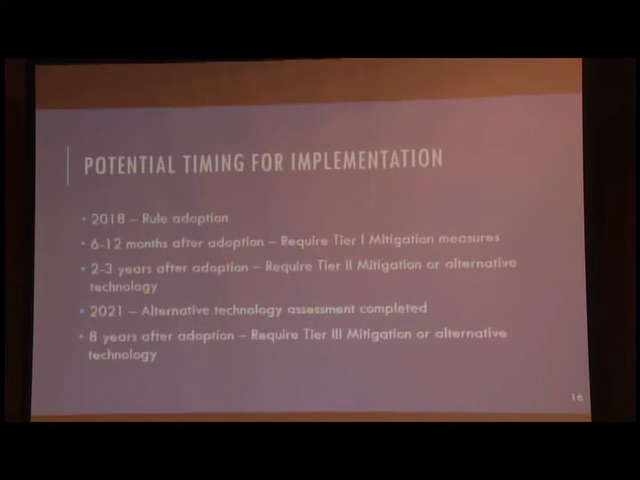 POTENTIAL TIMING FOR IMPLEMENTATION
• 2018 – Rule adoption
• 6-12 months after adoption – Require Tier I Mitigation measures
• 2-3 years after adoption – Require Tier II Mitigation or alternative
technology
• 2021 – Alternative technology assessment completed
• 8 years after adoption – Require Tier III Mitigation or alternative
technology
16